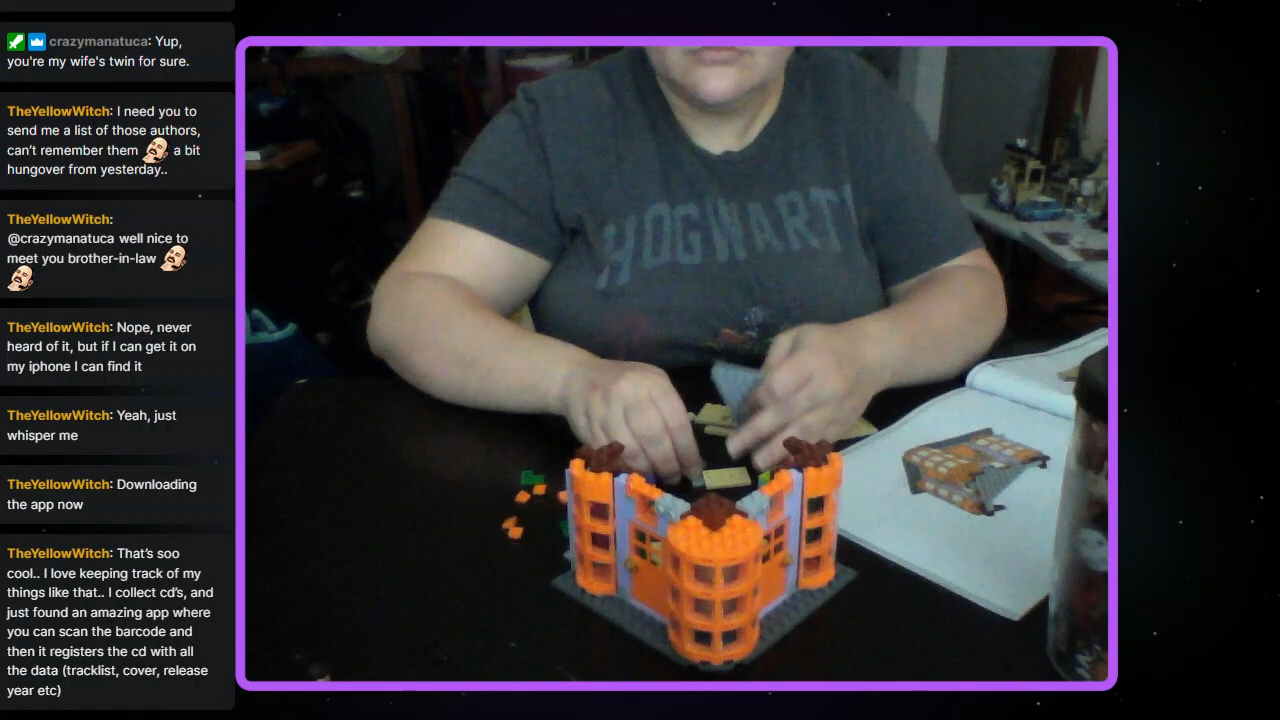 crazymanatuca: Yup,
you're my wife's twin for sure.
TheYellowWitch: I need you to
send me a list of those authors,
can't remember them a bit
hungover from yesterday..
TheYellowWitch:
@crazymanatuca well nice to
meet you brother-in-law
TheYellowWitch: Nope, never
heard of it, but if I can get it on
my iphone I can find it
TheYellowWitch: Yeah, just
whisper me
TheYellowWitch: Downloading
the app now
TheYellowWitch: That's soo
cool.. I love keeping track of my
things like that.. I collect cd's, and
just found an amazing app where
you can scan the barcode and
then it registers the cd with all
the data (tracklist, cover, release
year etc)
HOGWART